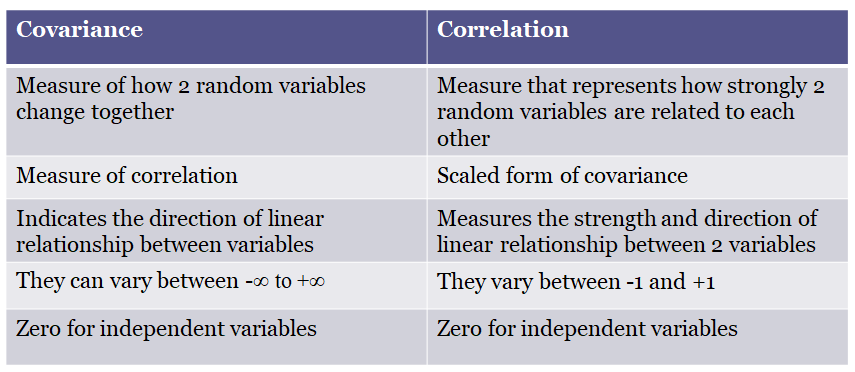 Covariance
Correlation
Measure of how 2 random variables
change together
Measure that represents how strongly 2
random variables are related to each
other
Measure of correlation
Scaled form of covariance
Indicates the direction of linear
relationship between variables
Measures the strength and direction of
linear relationship between 2 variables
They can vary between -∞ to +∞
They vary between -1 and +1
Zero for independent variables
Zero for independent variables